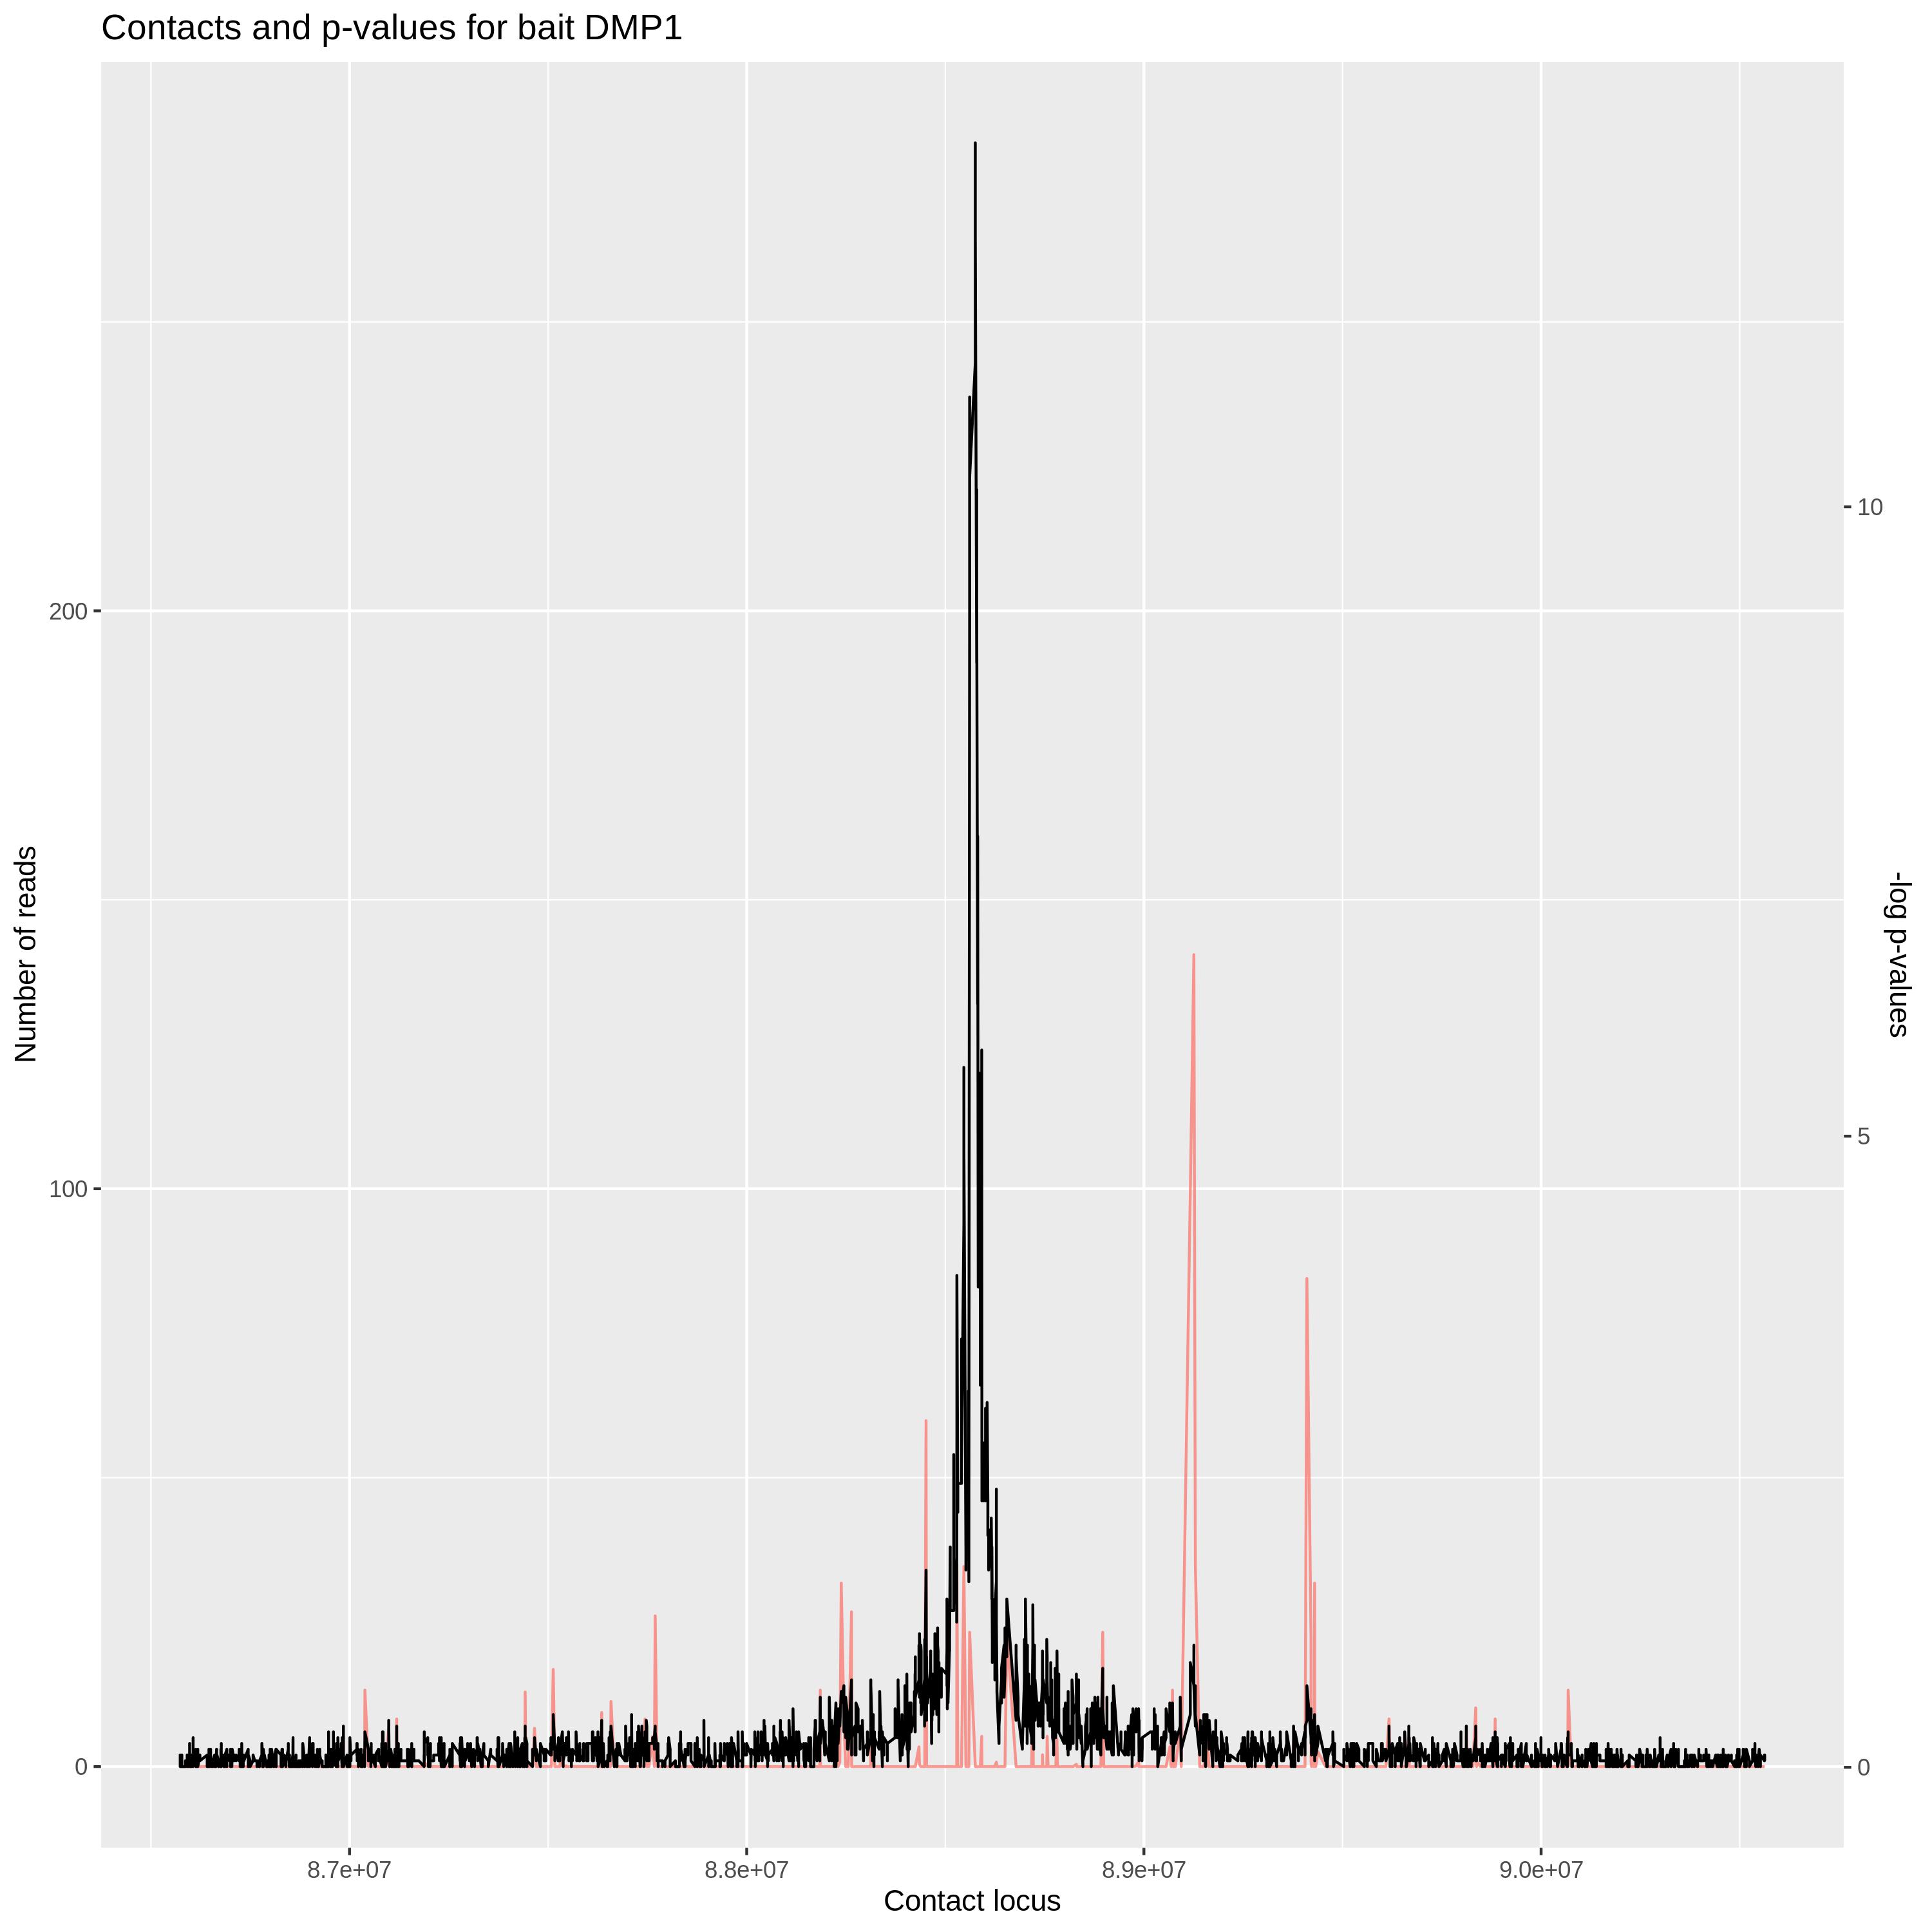 Contacts and p-values for bait DMP1
Number of reads
200
100
0
10
5
0
-log p-values
8.7e+07
8.8e+07
8.9e+07
9.0e+07
Contact locus